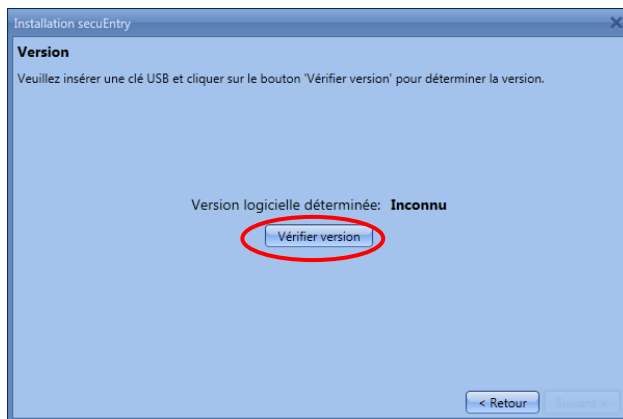 Installation secuEntry
Version
Veuillez insérer une clé USB et cliquer sur le bouton 'Vérifier version' pour déterminer la version.
Version logicielle déterminée: Inconnu
Vérifier version
< Retour
Suivant >